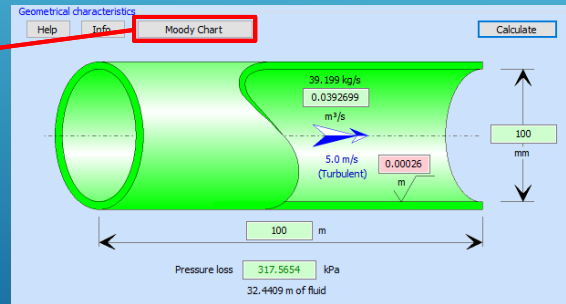 Geometrical characteristics
Help Info Moody Chart Calculate
39.199 kg/s
0.0392699
m³/s
5.0 m/s
(Turbulent)
0.00026
m
100
mm
100 m
Pressure loss 317.5654 kPa
32.4409 m of fluid